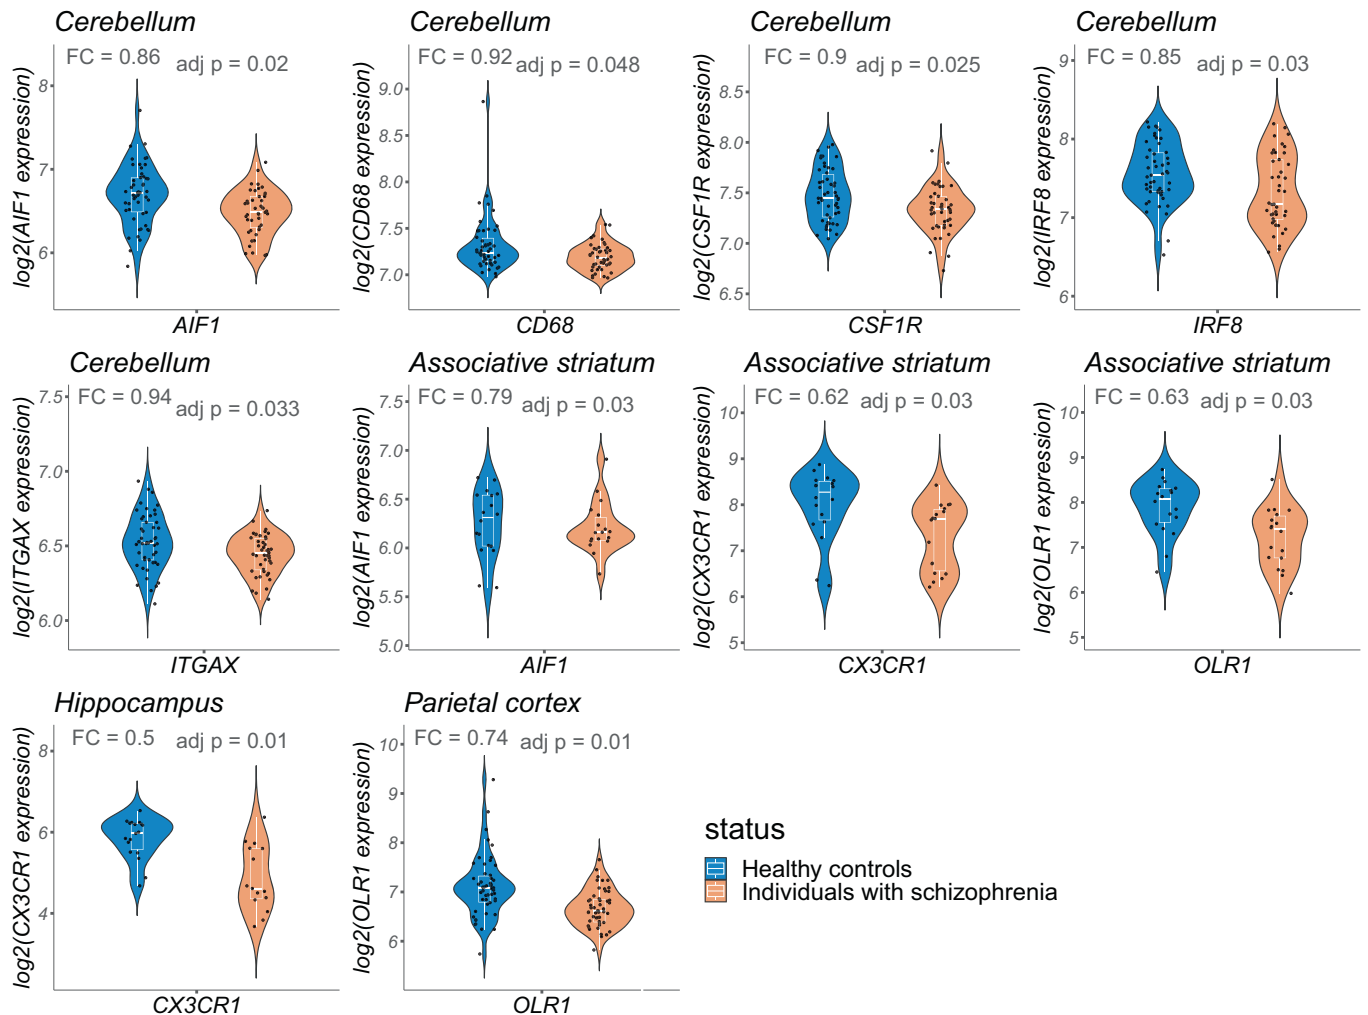 Cerebellum
FC = 0.86
adj p = 0.02
log2(AIF1 expression)
8
7
6
AIF1
Cerebellum
FC = 0.92
adj p = 0.048
log2(CD68 expression)
9.0
8.5
8.0
7.5
7.0
CD68
Cerebellum
FC = 0.9
adj p = 0.025
log2(CSF1R expresssion)
8.5
8.0
7.5
7.0
6.5
CSF1R
Cerebellum
FC = 0.85
adj p = 0.03
log2(IRF8 expression)
9
8
7
6
IRF8
Cerebellum
FC = 0.94
adj p = 0.033
log2(ITGAX expression)
7.5
7.0
6.5
6.0
ITGAX
Associative striatum
FC = 0.79
adj p = 0.03
log2(AIF1 expression)
7.5
7.0
6.5
6.0
5.5
5.0
AIF1
Associative striatum
FC = 0.62
adj p = 0.03
log2(CX3CR1 expression)
10
9
8
7
6
5
CX3CR1
Associative striatum
FC = 0.63
adj p = 0.03
log2(OLR1 expression)
10
9
8
7
6
5
OLR1
Hippocampus
FC = 0.5
adj p = 0.01
log2(CX3CR1 expression)
8
6
4
CX3CR1
Parietal cortex
FC = 0.74
adj p = 0.01
log2(OLR1 expression)
10
9
8
7
6
OLR1
status
Healthy controls
Individuals with schizophrenia